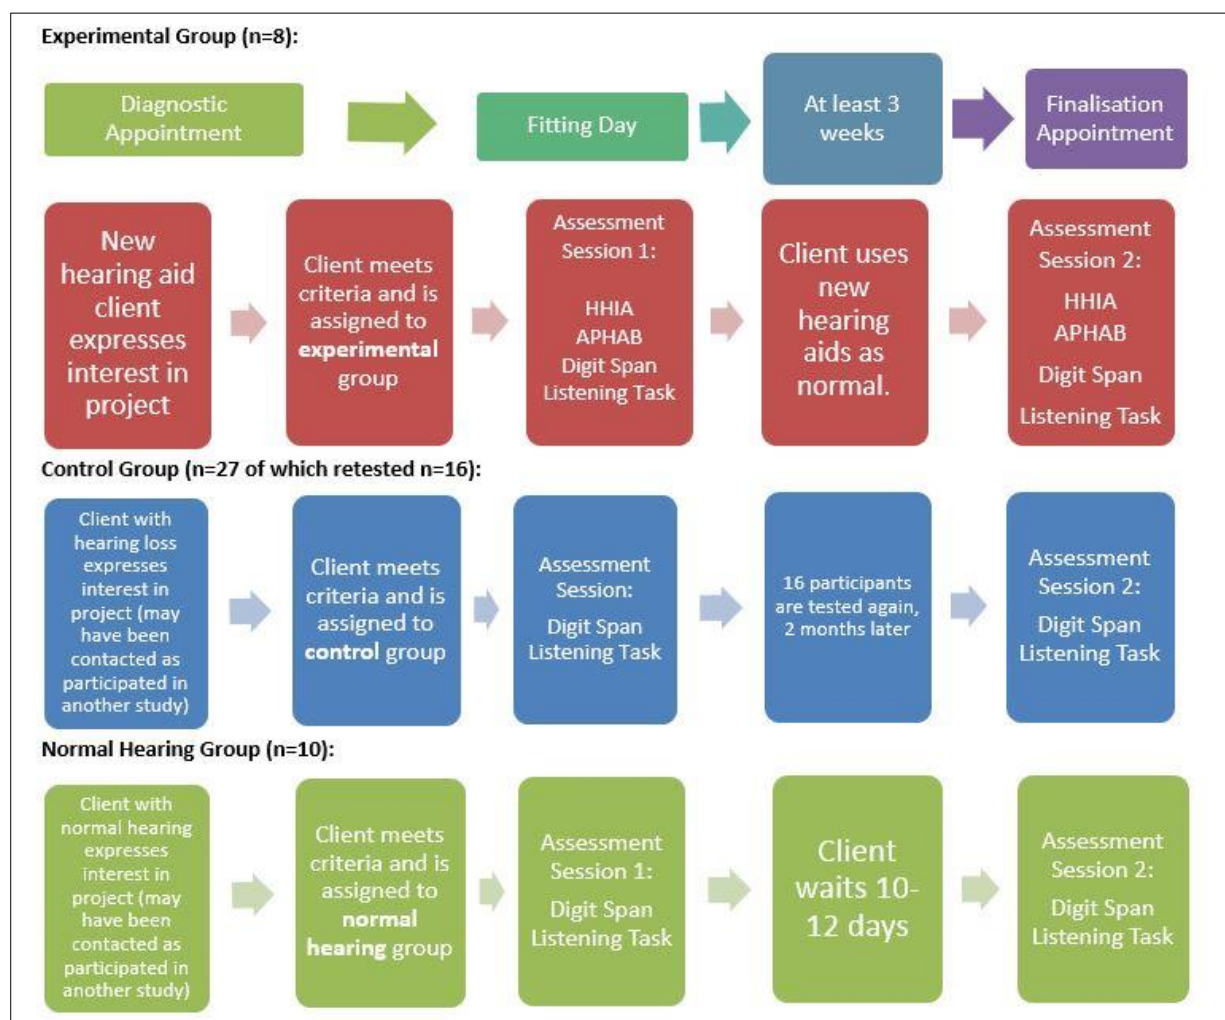 Experimental Group (n=8):
Diagnostic
Appointment
Fitting Day
At least 3
weeks
Finalisation
Appointment
New
hearing aid
client
expresses
interest in
project
Client meets
criteria and is
assigned to
experimental
group
Assessment
Session 1:
HHIA
APHAB
Digit Span
Listening Task
Client uses
new
hearing
aids as
normal.
Assessment
Session 2:
HHIA
APHAB
Digit Span
Listening Task
Control Group (n=27 of which retested n=16):
Client with
hearing loss
expresses
interest in
project (may
have been
contacted as
participated in
another study)
Client meets
criteria and is
assigned to
control group
Assessment
Session:
Digit Span
Listening Task
16 participants
are tested again,
2 months later
Assessment
Session 2:
Digit Span
Listening Task
Normal Hearing Group (n=10):
Client with
normal hearing
expresses
interest in
project (may
have been
contacted as
participated in
another study)
Client meets
criteria and is
assigned to
normal
hearing group
Assessment
Session 1:
Digit Span
Listening Task
Client
waits 10-
12 days
Assessment
Session 2:
Digit Span
Listening Task